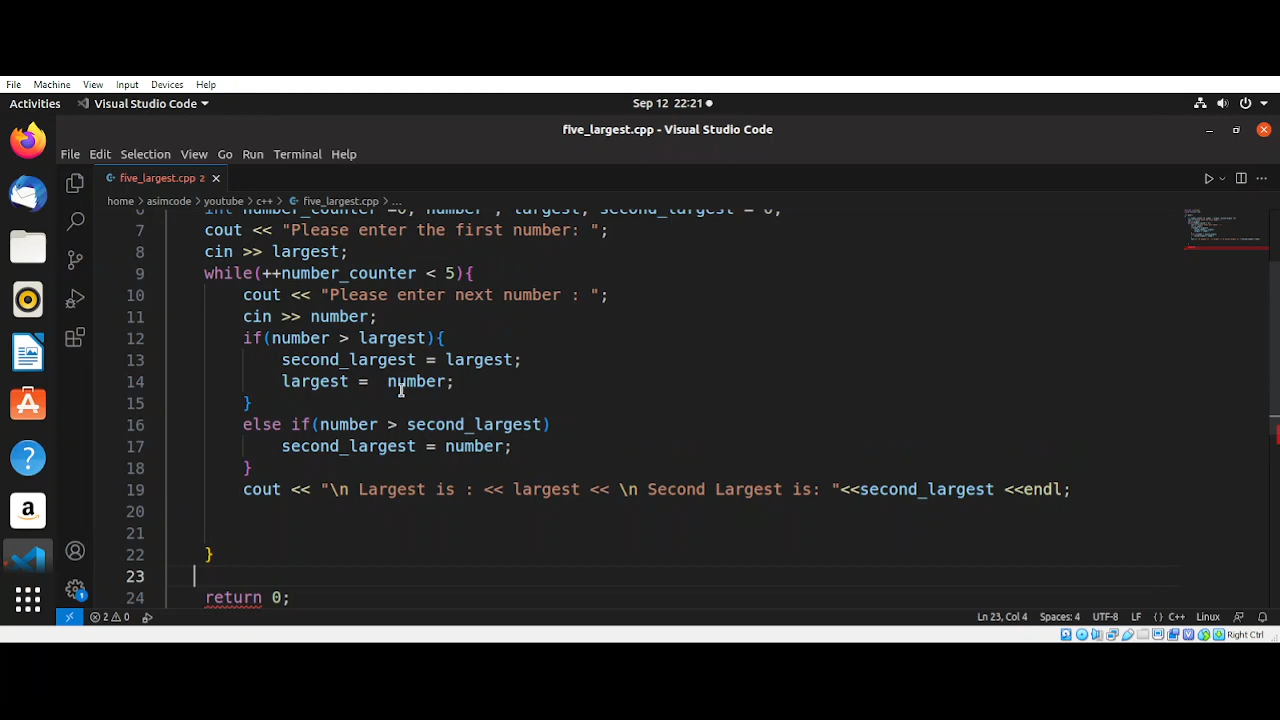 File Machine View Input Devices Help
Activities Visual Studio Code Sep 12 22:21
five_largest.cpp - Visual Studio Code
File Edit Selection View Go Run Terminal Help
five_largest.cpp 2
home > asimcode > youtube > c++ > five_largest.cpp > ...
6 int number_counter =0, number , largest, second_largest = 0;
7 cout << "Please enter the first number: ";
8 cin >> largest;
9 while(++number_counter < 5){
10 cout << "Please enter next number : ";
11 cin >> number;
12 if(number > largest){
13 second_largest = largest;
14 largest =  number;
15 }
16 else if(number > second_largest)
17 second_largest = number;
18 }
19 cout << "\n Largest is : << largest << \n Second Largest is: "<<second_largest <<endl;
20
21
22 }
23
24 return 0;
2 0 Ln 23, Col 4 Spaces: 4 UTF-8 LF {} C++ Linux
Right Ctrl